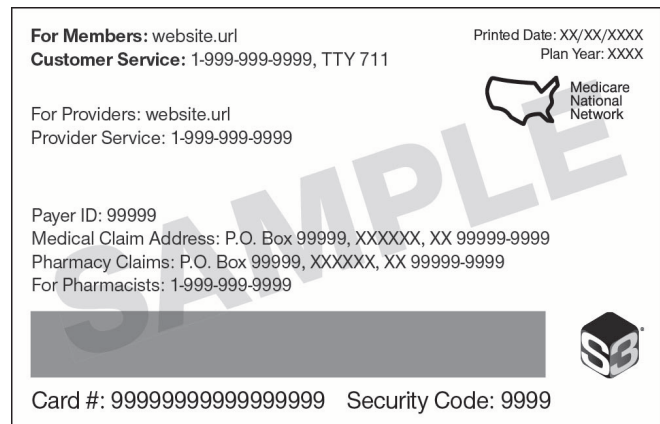 For Members: website.url
Customer Service: 1-999-999-9999, TTY 711
Printed Date: XX/XX/XXXX
Plan Year: XXXX
Medicare
National
Network
For Providers: website.url
Provider Service: 1-999-999-9999
SAMPLE
Payer ID: 99999
Medical Claim Address: P.O. Box 99999, XXXXXX, XX 99999-9999
Pharmacy Claims: P.O. Box 99999, XXXXXX, XX 99999-9999
For Pharmacists: 1-999-999-9999
S3
Card #: 99999999999999999 Security Code: 9999